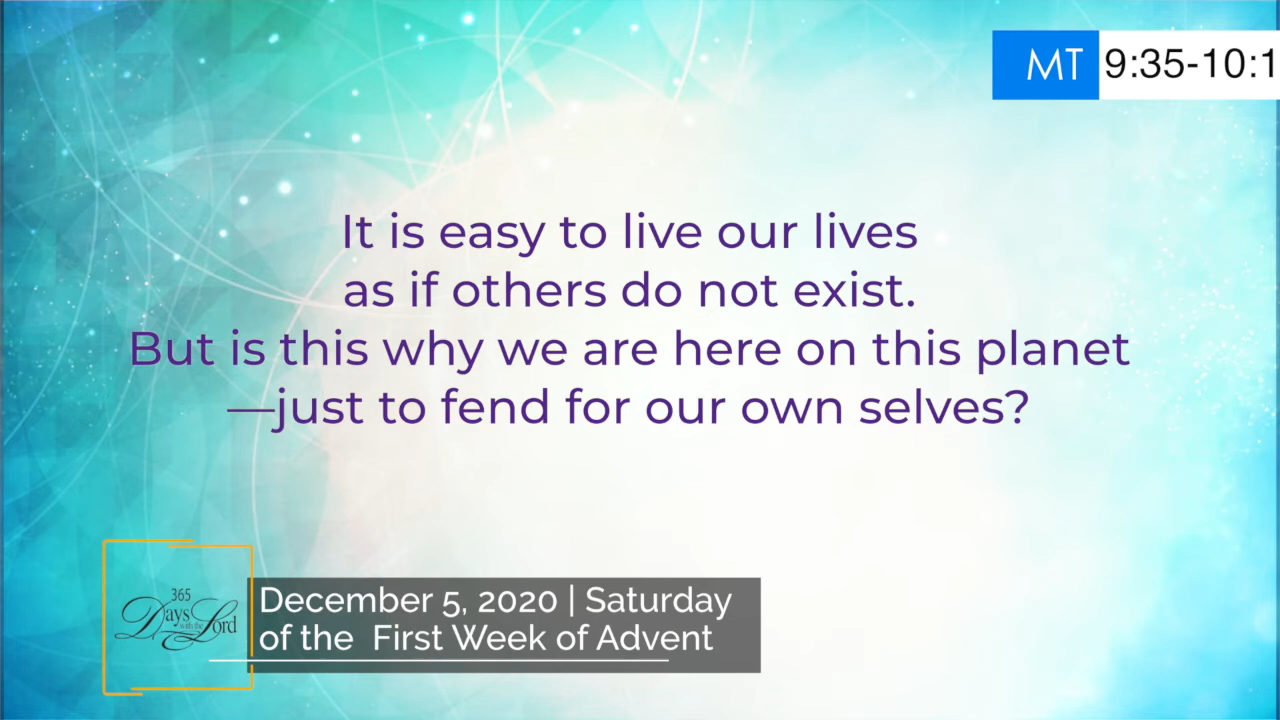 MT 9:35-10:1
It is easy to live our lives
as if others do not exist.
But is this why we are here on this planet
—just to fend for our own selves?
365
Days with the Lord
December 5, 2020 | Saturday
of the First Week of Advent